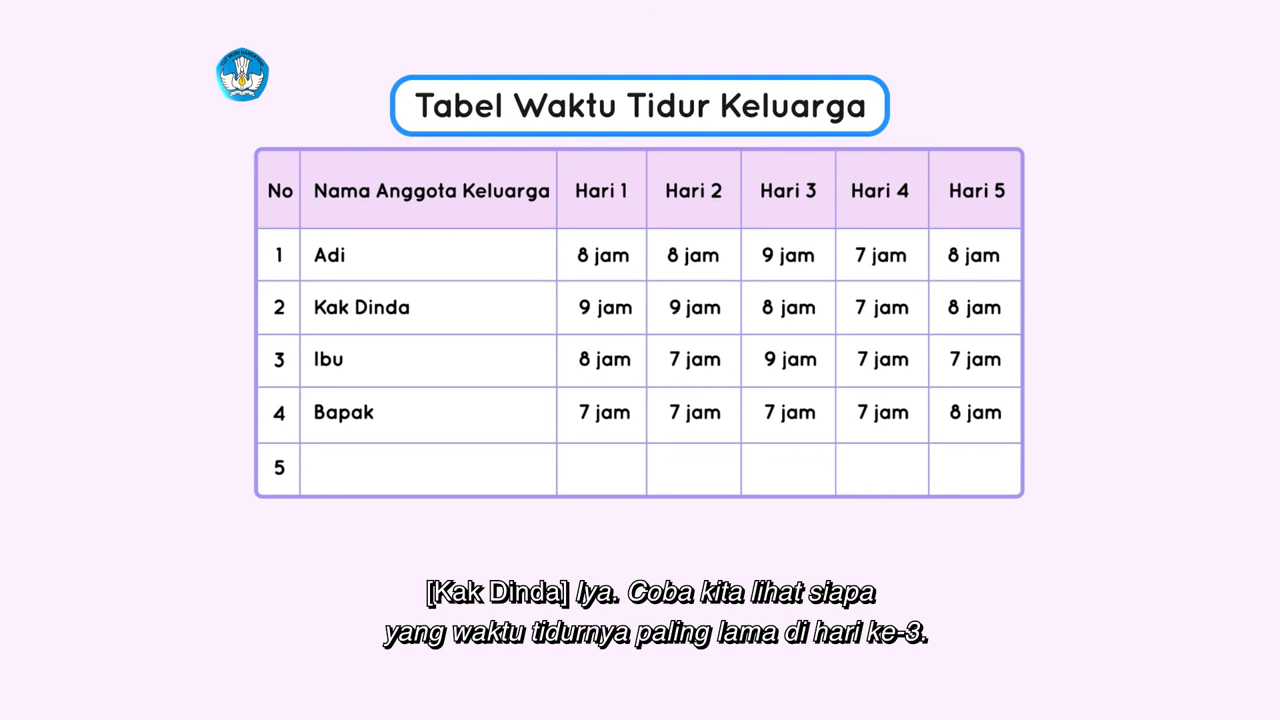 Tabel Waktu Tidur Keluarga
No Nama Anggota Keluarga Hari 1 Hari 2 Hari 3 Hari 4 Hari 5
1 Adi 8 jam 8 jam 9 jam 7 jam 8 jam
2 Kak Dinda 9 jam 9 jam 8 jam 7 jam 8 jam
3 Ibu 8 jam 7 jam 9 jam 7 jam 7 jam
4 Bapak 7 jam 7 jam 7 jam 7 jam 8 jam
5
[Kak Dinda] Iya. Coba kita lihat siapa
yang waktu tidurnya paling lama di hari ke-3.